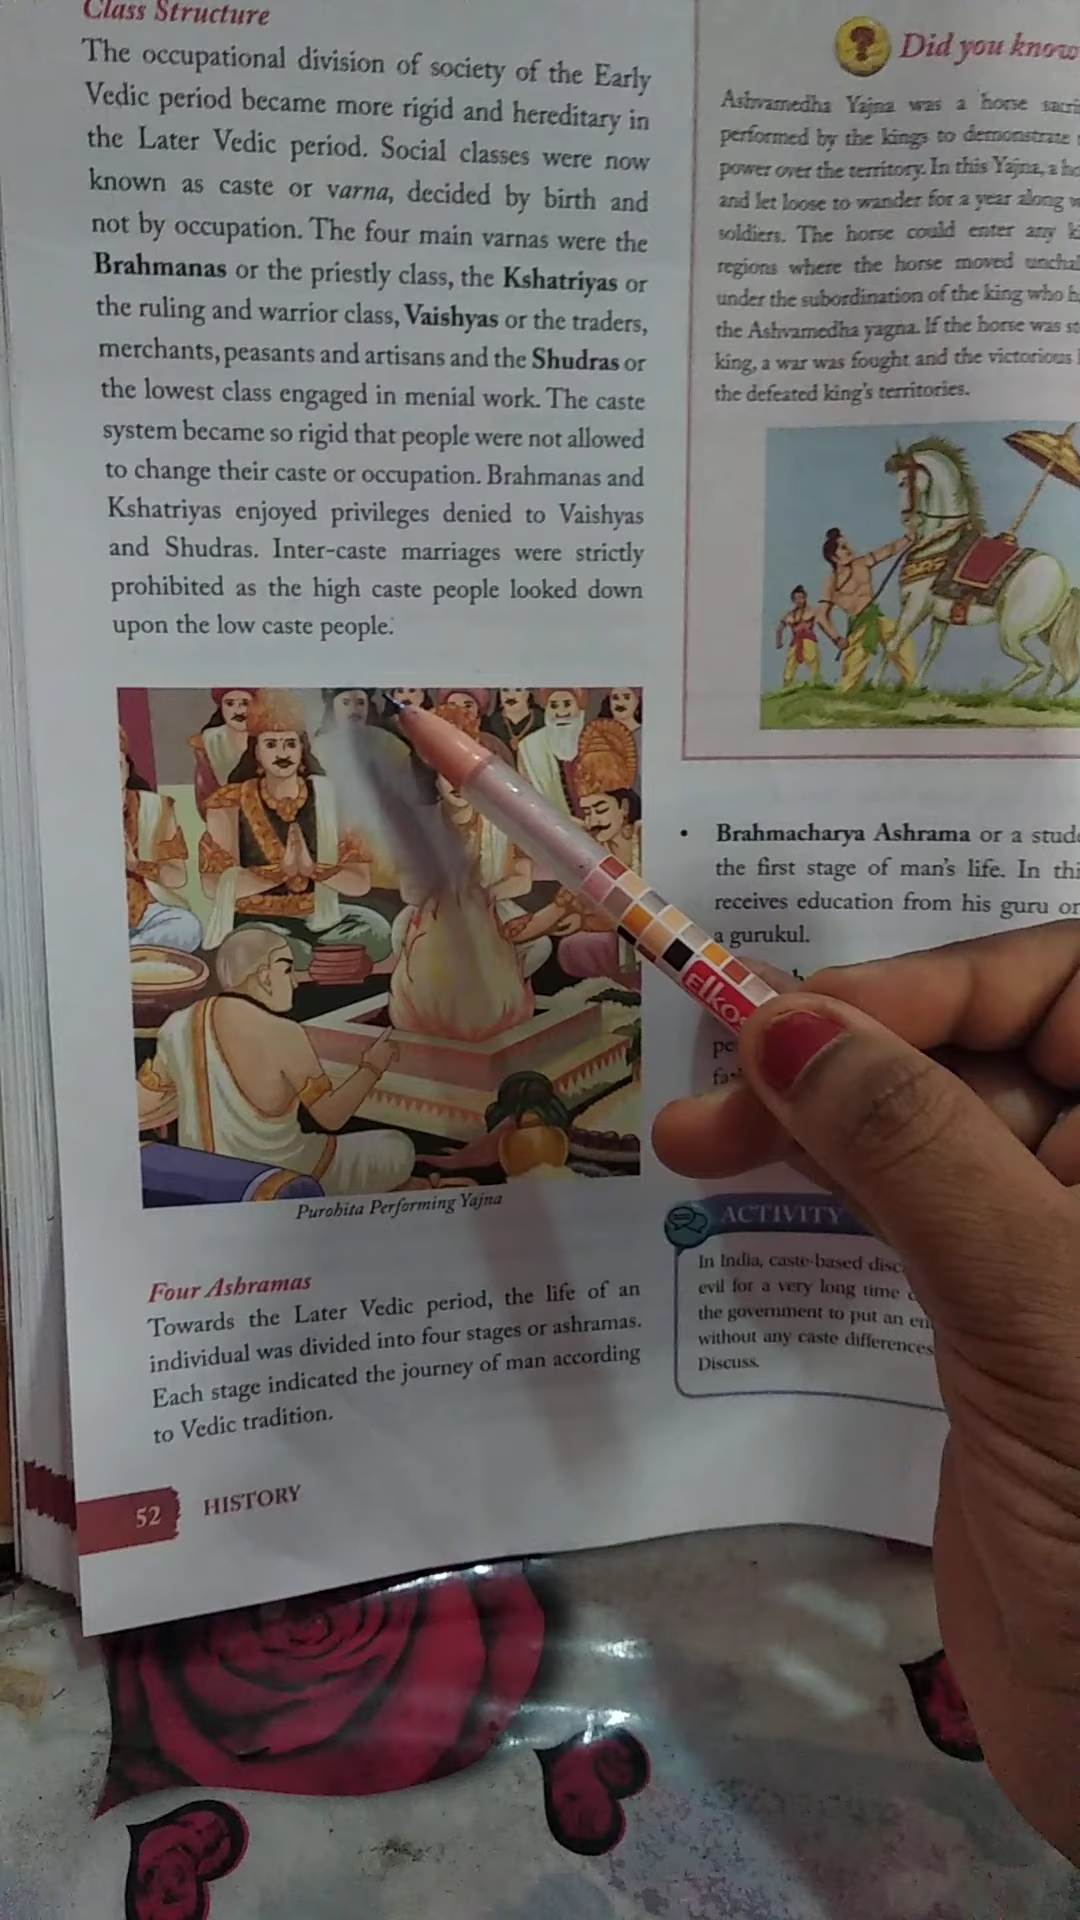 Class Structure
The occupational division of society of the Early
Vedic period became more rigid and hereditary in
the Later Vedic period. Social classes were now
known as caste or varna, decided by birth and
not by occupation. The four main varnas were the
Brahmanas or the priestly class, the Kshatriyas or
the ruling and warrior class, Vaishyas or the traders,
merchants, peasants and artisans and the Shudras or
the lowest class engaged in menial work. The caste
system became so rigid that people were not allowed
to change their caste or occupation. Brahmanas and
Kshatriyas enjoyed privileges denied to Vaishyas
and Shudras. Inter-caste marriages were strictly
prohibited as the high caste people looked down
upon the low caste people.
Purohita Performing Yajna
Four Ashramas
Towards the Later Vedic period, the life of an
individual was divided into four stages or ashramas.
Each stage indicated the journey of man according
to Vedic tradition.
52 HISTORY
Did you know
Ashvamedha Yajna was a horse
performed by the kings to demonstrate
power over the territory. In this Yajna, a
and let loose to wander for a year along
soldiers. The horse could enter any
regions where the horse moved
under the subordination of the king who
the Ashvamedha yagna. If the horse was
king, a war was fought and the victorious
the defeated king's territories.
• Brahmacharya Ashrama or a
the first stage of man's life. In
receives education from his guru
a gurukul.
Elkos
ACTIVITY
In India, caste-based
evil for a very long time
the government to put an
without any caste differences
Discuss.